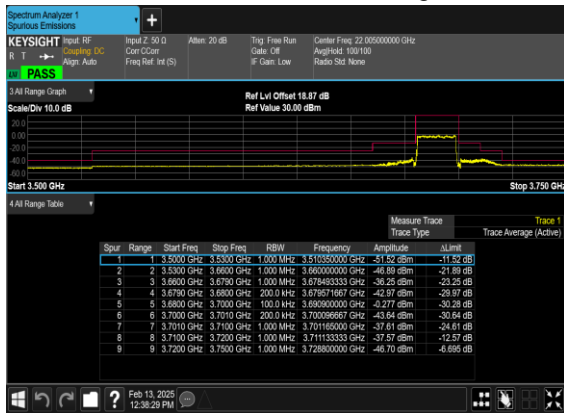 Spectrum Analyzer 1
Spurious Emissions
KEYSIGHT Input: RF Input Z: 50 Ω Atten: 20 dB Trig: Free Run Center Freq: 22.005000000 GHz
R T Coupling: DC Corr CCorr Gate: Off Avg|Hold: 100/100
Align: Auto Freq Ref: Int (S) IF Gain: Low Radio Std: None
PASS
3 All Range Graph
Ref Lvl Offset 18.87 dB
Scale/Div 10.0 dB Ref Value 30.00 dBm
20.0
0.00
-20.0
-40.0
-60.0
Start 3.500 GHz Stop 3.750 GHz
4 All Range Table
Measure Trace Trace 1
Trace Type Trace Average (Active)
Spur Range Start Freq Stop Freq RBW Frequency Amplitude ΔLimit
1 1 3.5000 GHz 3.5300 GHz 1.000 MHz 3.510350000 GHz -51.52 dBm -11.52 dB
2 2 3.5300 GHz 3.6600 GHz 1.000 MHz 3.660000000 GHz -46.89 dBm -21.89 dB
3 3 3.6600 GHz 3.6790 GHz 1.000 MHz 3.678493333 GHz -36.25 dBm -23.25 dB
4 4 3.6790 GHz 3.6800 GHz 200.0 kHz 3.679571667 GHz -42.97 dBm -29.97 dB
5 5 3.6800 GHz 3.7000 GHz 100.0 kHz 3.690900000 GHz -0.277 dBm -30.28 dB
6 6 3.7000 GHz 3.7010 GHz 200.0 kHz 3.700096667 GHz -43.64 dBm -30.64 dB
7 7 3.7010 GHz 3.7100 GHz 1.000 MHz 3.701165000 GHz -37.61 dBm -24.61 dB
8 8 3.7100 GHz 3.7200 GHz 1.000 MHz 3.711133333 GHz -37.57 dBm -12.57 dB
9 9 3.7200 GHz 3.7500 GHz 1.000 MHz 3.728800000 GHz -46.70 dBm -6.695 dB
Feb 13, 2025
12:38:29 PM